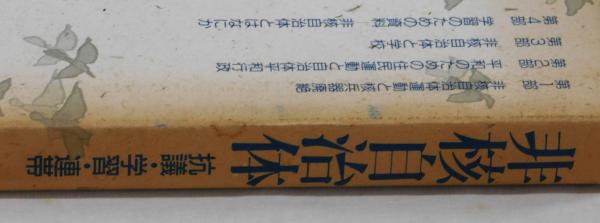 第1部 非核自治体運動と核兵器廃絶
第2部 平和のための住民運動と自治体平和行政
第3部 非核自治体と学校
第4部 学習のための資料 非核自治体とはなにか
非核自治体
抗議・学習・連帯